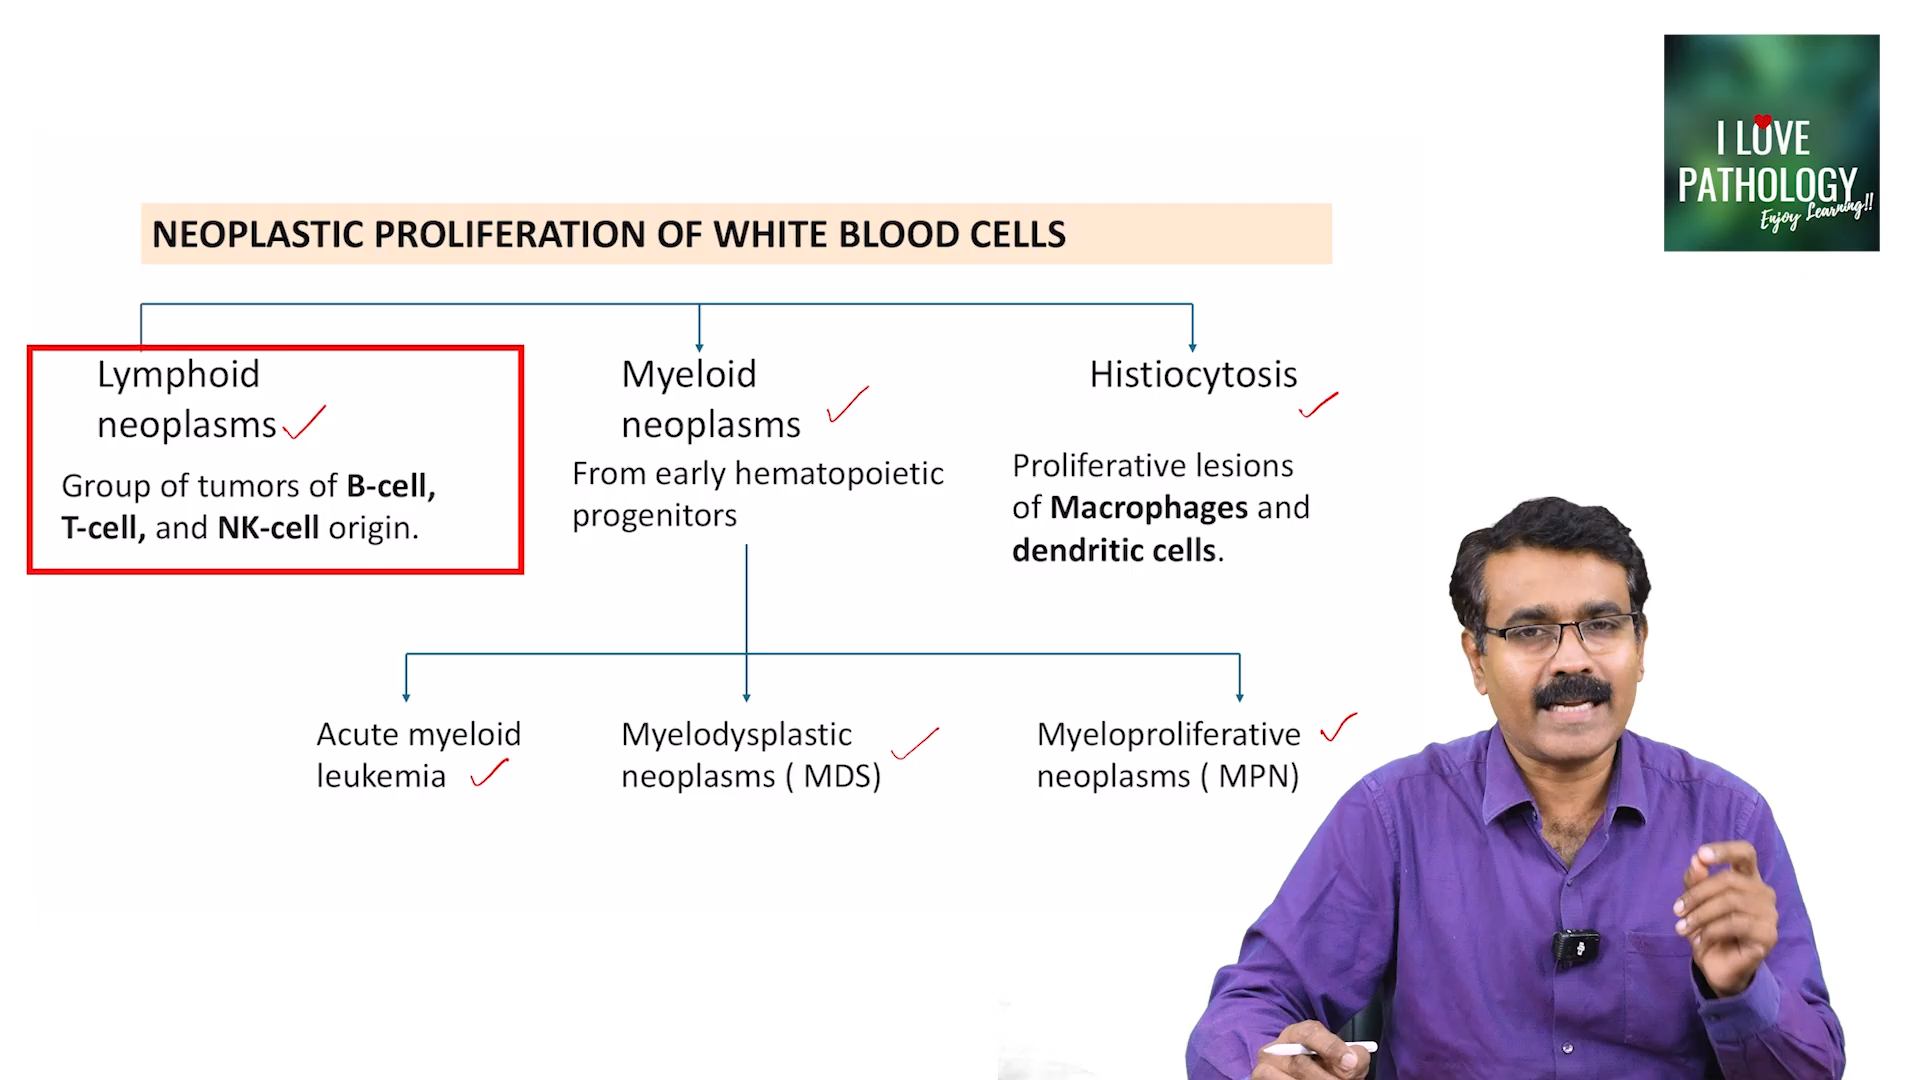 I LOVE
PATHOLOGY
Enjoy Learning!!
NEOPLASTIC PROLIFERATION OF WHITE BLOOD CELLS
Lymphoid
neoplasms
Group of tumors of B-cell,
T-cell, and NK-cell origin.
Myeloid
neoplasms
From early hematopoietic
progenitors
Histiocytosis
Proliferative lesions
of Macrophages and
dendritic cells.
Acute myeloid
leukemia
Myelodysplastic
neoplasms ( MDS)
Myeloproliferative
neoplasms ( MPN)